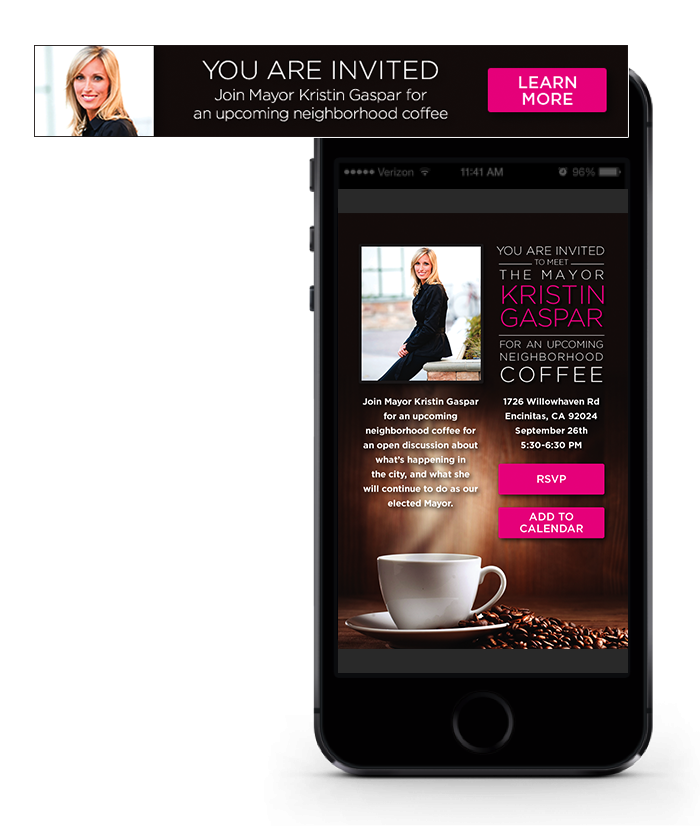 YOU ARE INVITED
Join Mayor Kristin Gaspar for
an upcoming neighborhood coffee
LEARN
MORE
Verizon
11:41 AM
96%
YOU ARE INVITED
TO MEET
THE MAYOR
KRISTIN
GASPAR
FOR AN UPCOMING
NEIGHBORHOOD
COFFEE
Join Mayor Kristin Gaspar
for an upcoming
neighborhood coffee for
an open discussion about
what's happening in
the city, and what she
will continue to do as our
elected Mayor.
1726 Willowhaven Rd
Encinitas, CA 92024
September 26th
5:30-6:30 PM
RSVP
ADD TO
CALENDAR